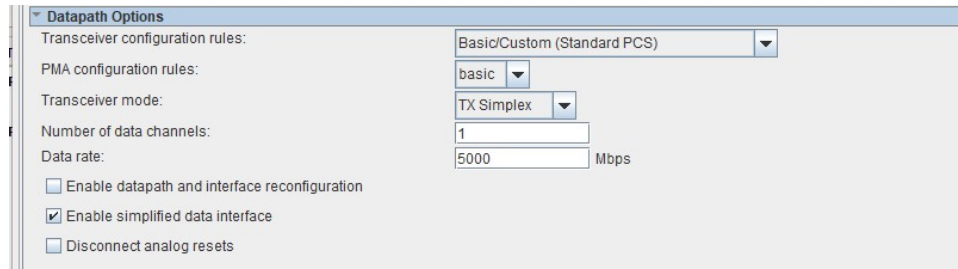 Datapath Options
Transceiver configuration rules: Basic/Custom (Standard PCS)
PMA configuration rules: basic
Transceiver mode: TX Simplex
Number of data channels: 1
Data rate: 5000 Mbps
Enable datapath and interface reconfiguration
Enable simplified data interface
Disconnect analog resets